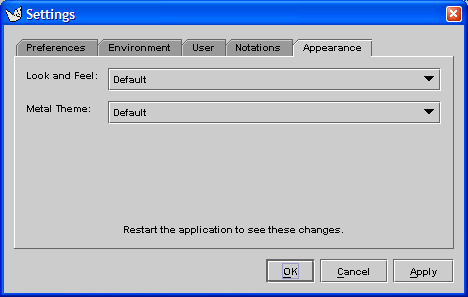 Settings
Preferences Environment User Notations Appearance
Look and Feel: Default
Metal Theme: Default
Restart the application to see these changes.
OK Cancel Apply